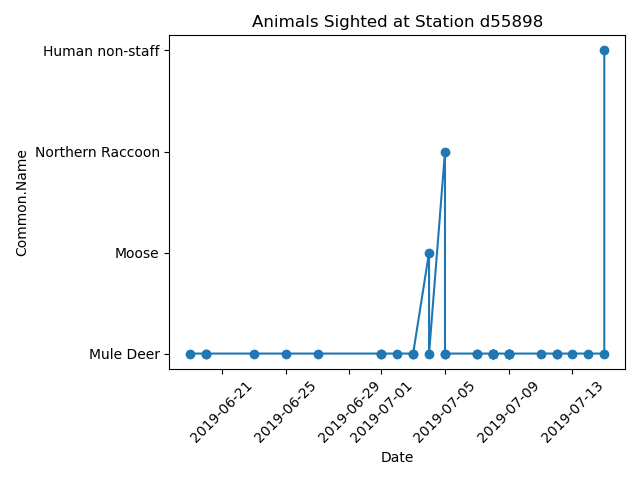 Animals Sighted at Station d55898
Common.Name
Human non-staff
Northern Raccoon
Moose
Mule Deer
2019-06-21
2019-06-25
2019-06-29
2019-07-01
2019-07-05
2019-07-09
2019-07-13
Date